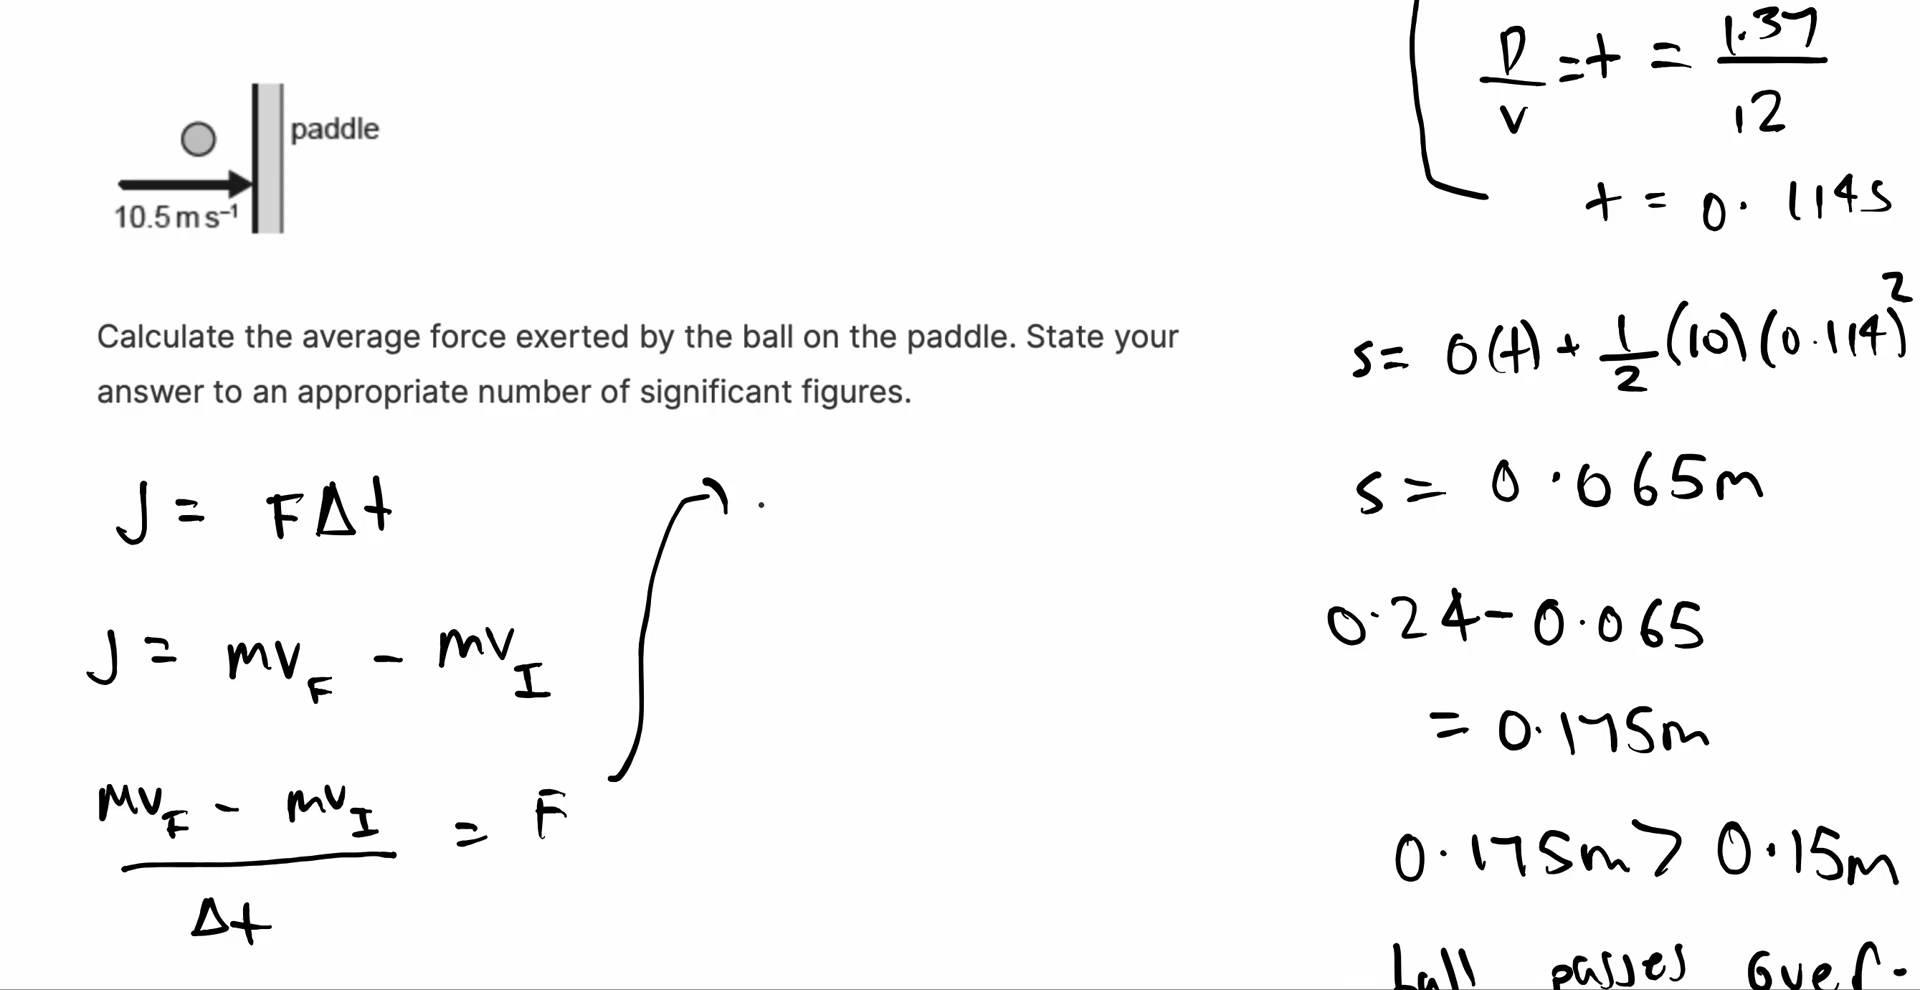 paddle
10.5 m s⁻¹
Calculate the average force exerted by the ball on the paddle. State your
answer to an appropriate number of significant figures.
J = FΔt
J = mv_F - mv_I
(mv_F - mv_I) / Δt = F
D/v = t = 1.37/12
t = 0.114s
s = 0(t) + 1/2 (10)(0.114)²
s = 0.065m
0.24 - 0.065
= 0.175m
0.175m > 0.15m
ball passes over.